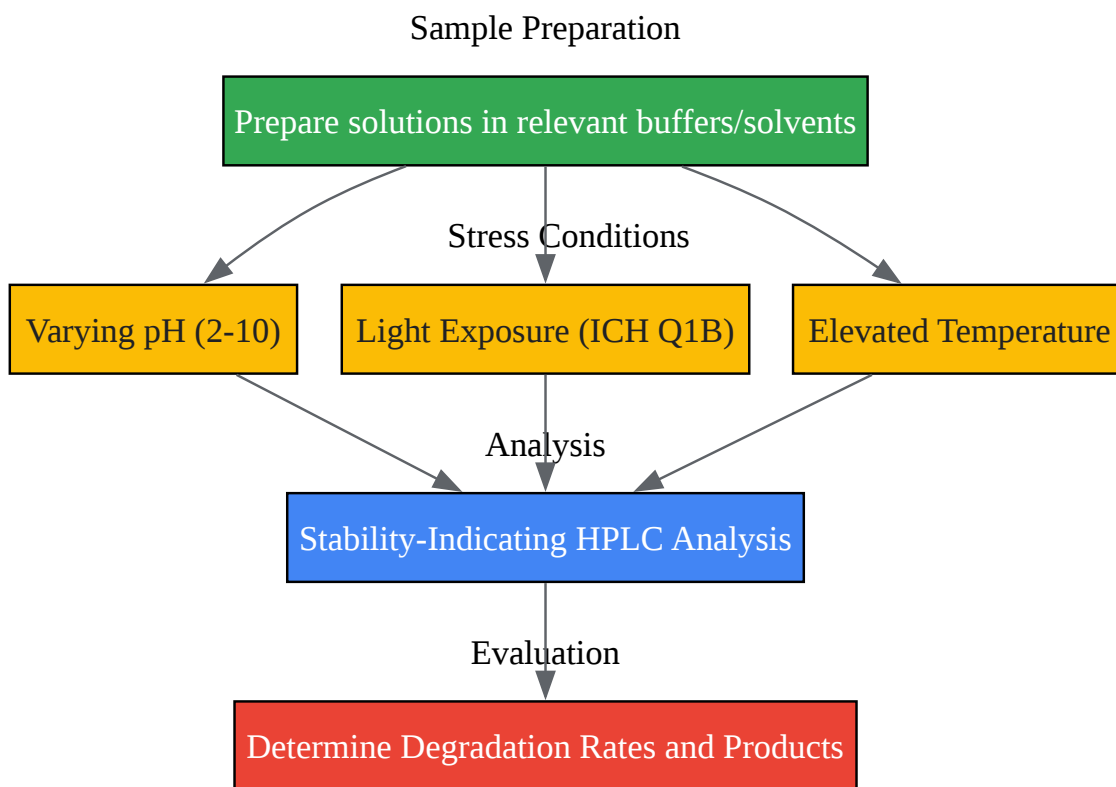 Sample Preparation
Prepare solutions in relevant buffers/solvents
Stress Conditions
Varying pH (2-10)
Light Exposure (ICH Q1B)
Elevated Temperature
Analysis
Stability-Indicating HPLC Analysis
Evaluation
Determine Degradation Rates and Products